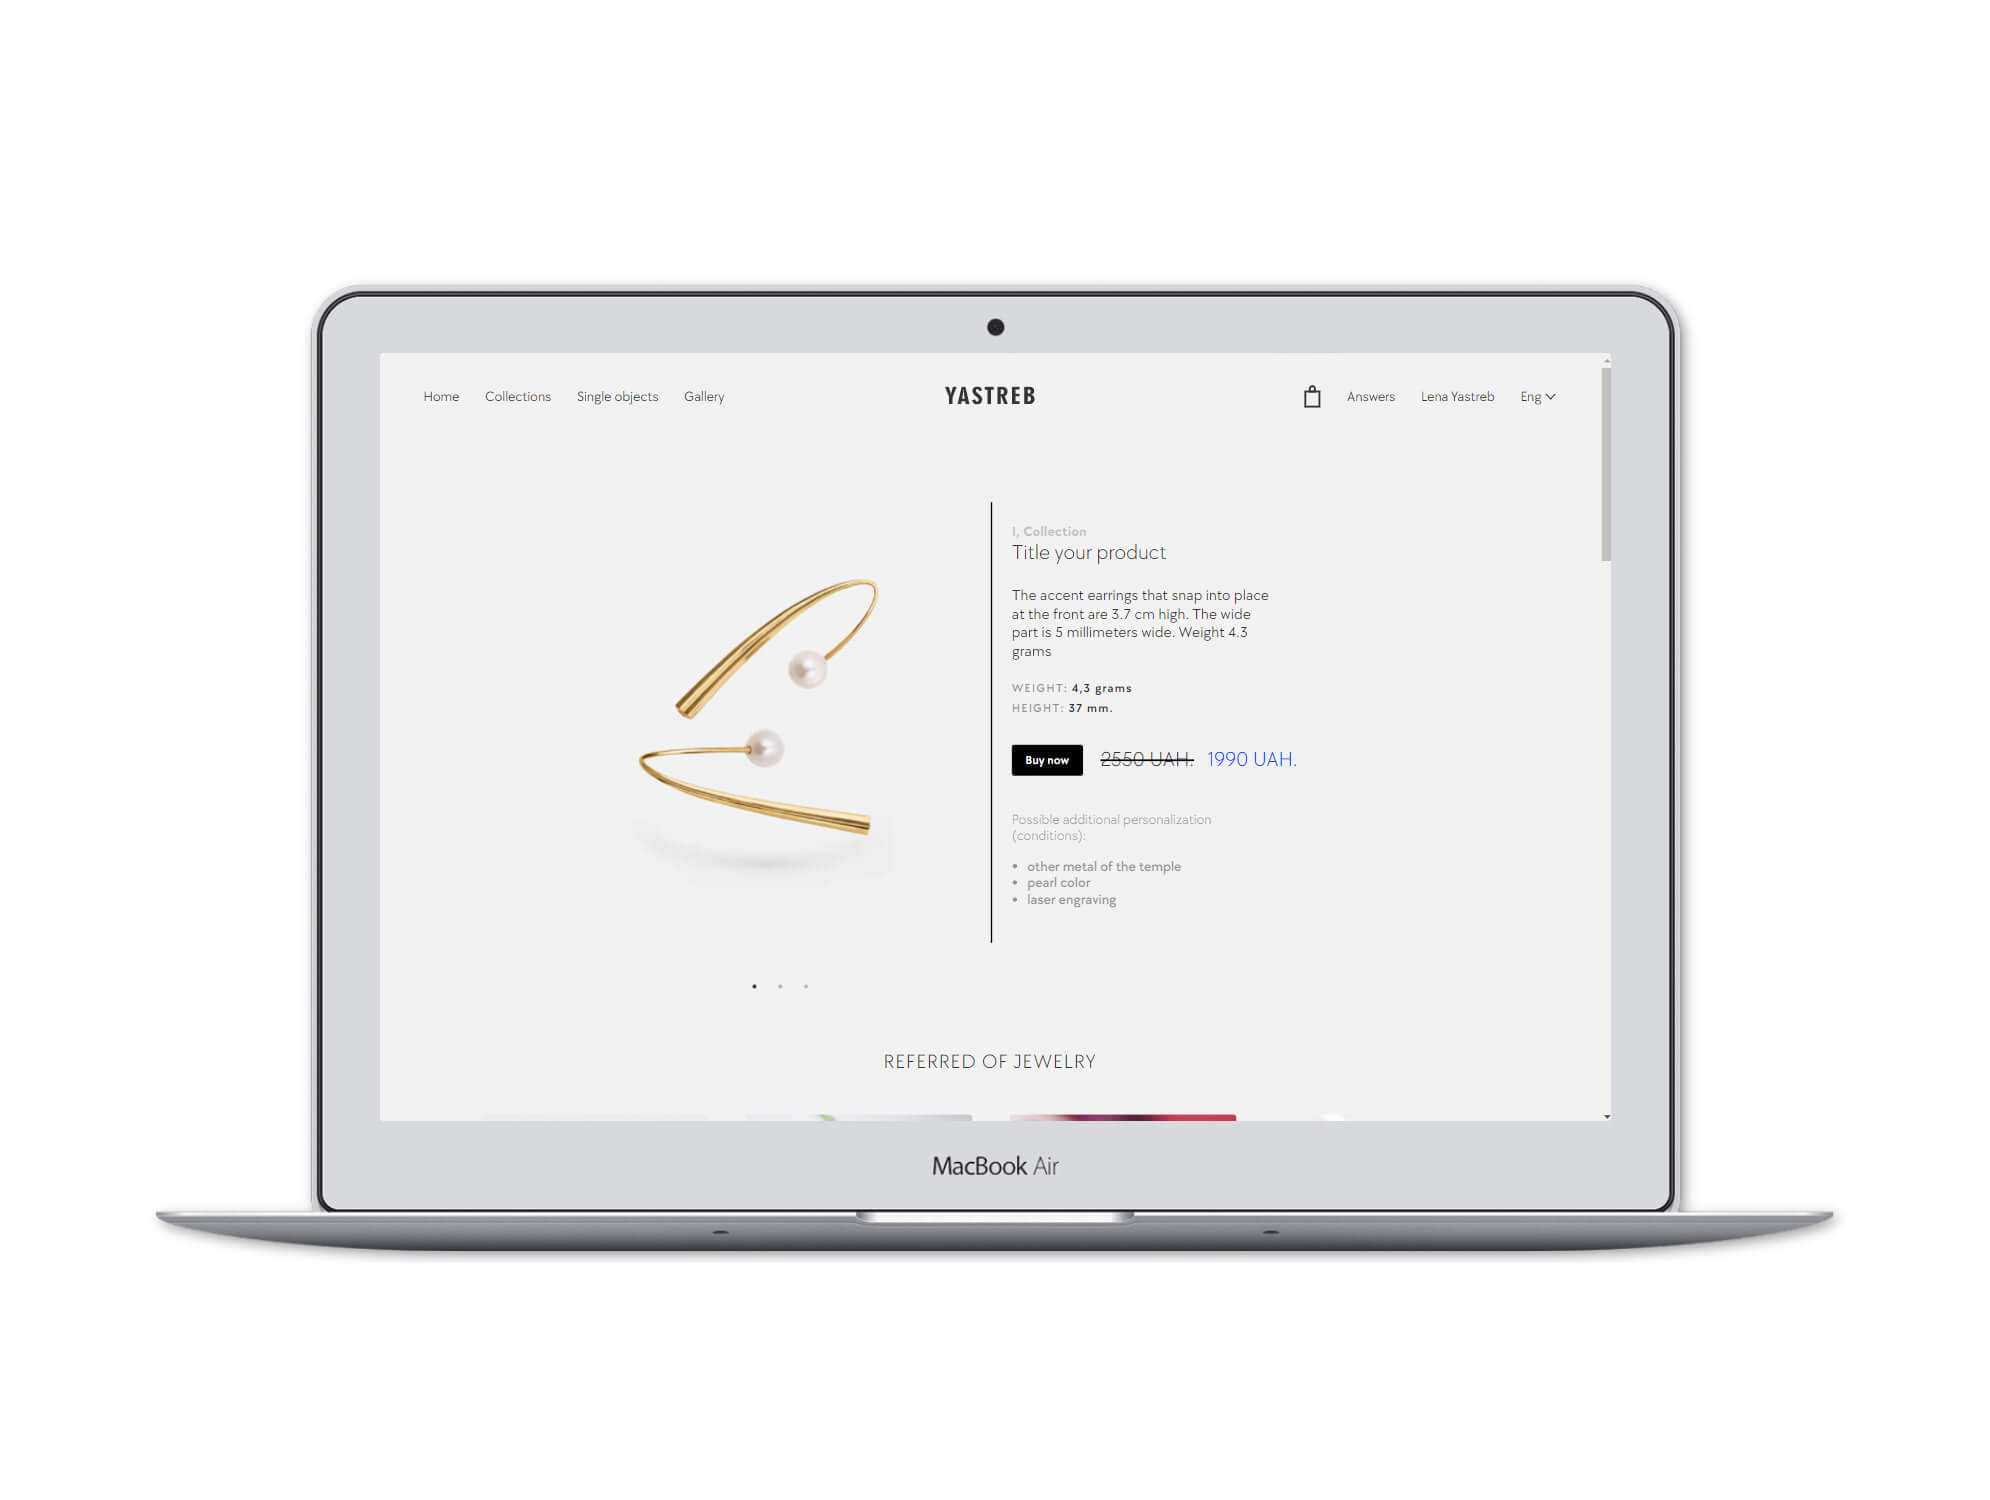 Home Collections Single objects Gallery YASTREB Answers Lena Yastreb Eng
I, Collection
Title your product
The accent earrings that snap into place
at the front are 3.7 cm high. The wide
part is 5 millimeters wide. Weight 4.3
grams
WEIGHT: 4,3 grams
HEIGHT: 37 mm.
Buy now 2550 UAH. 1990 UAH.
Possible additional personalization
(conditions):
• other metal of the temple
• pearl color
• laser engraving
REFERRED OF JEWELRY
MacBook Air